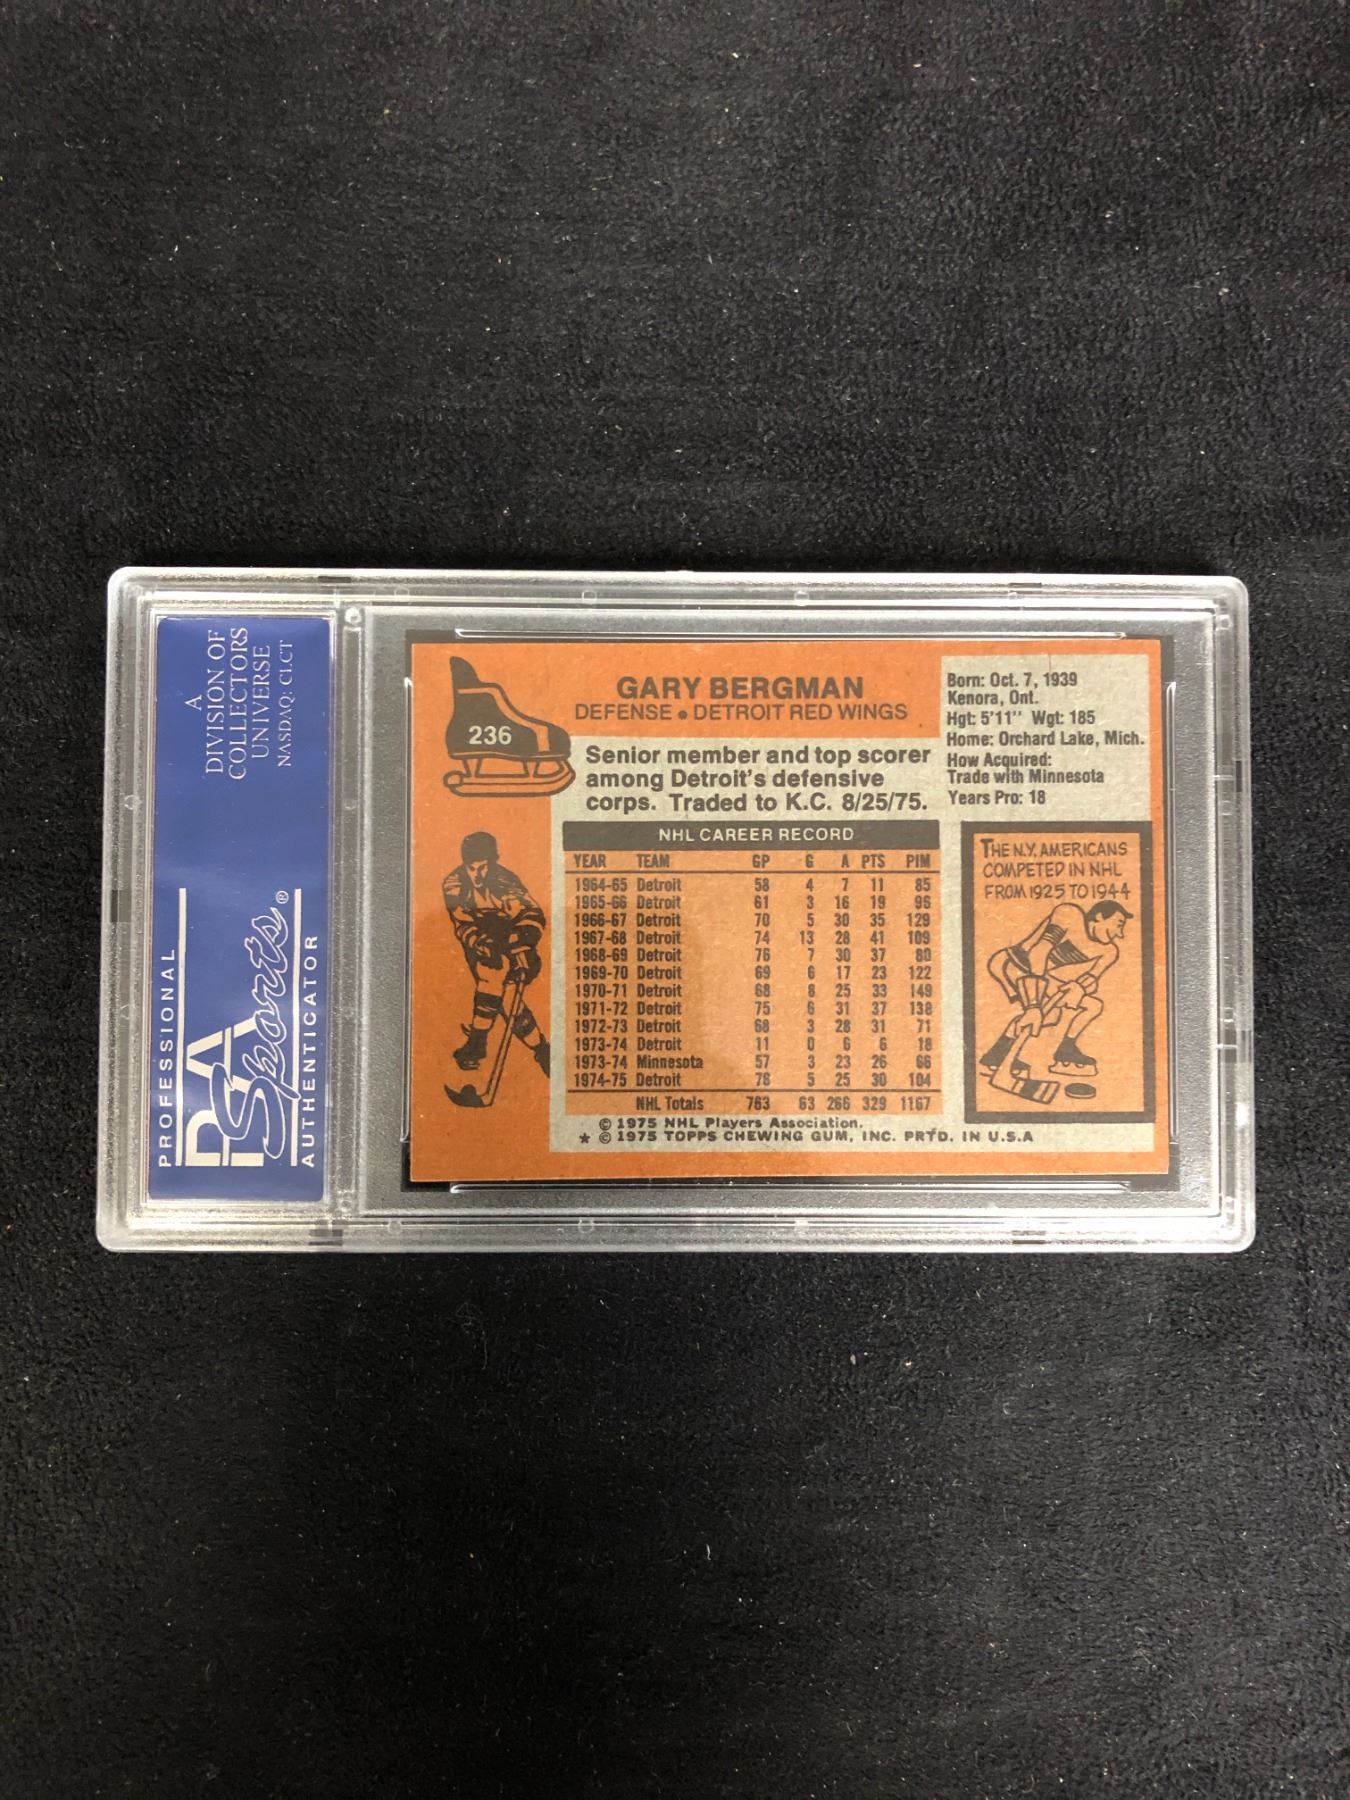 A
DIVISION OF
COLLECTORS
UNIVERSE
NASDAQ: CLCT
PROFESSIONAL
PSA
Sports®
AUTHENTICATOR
236
GARY BERGMAN
DEFENSE • DETROIT RED WINGS
Senior member and top scorer
among Detroit's defensive
corps. Traded to K.C. 8/25/75.
Born: Oct. 7, 1939
Kenora, Ont.
Hgt: 5'11" Wgt: 185
Home: Orchard Lake, Mich.
How Acquired:
Trade with Minnesota
Years Pro: 18
NHL CAREER RECORD
YEAR TEAM GP G A PTS PIM
1964-65 Detroit 58 4 7 11 85
1965-66 Detroit 61 3 16 19 96
1966-67 Detroit 70 5 30 35 129
1967-68 Detroit 74 13 28 41 109
1968-69 Detroit 76 7 30 37 80
1969-70 Detroit 69 6 17 23 122
1970-71 Detroit 68 8 25 33 149
1971-72 Detroit 75 6 31 37 138
1972-73 Detroit 68 3 28 31 71
1973-74 Detroit 11 0 6 6 18
1973-74 Minnesota 57 3 23 26 66
1974-75 Detroit 76 5 25 30 104
NHL Totals 763 63 266 329 1167
© 1975 NHL Players Association.
★ © 1975 TOPPS CHEWING GUM, INC. PRTD. IN U.S.A
THE N.Y. AMERICANS
COMPETED IN NHL
FROM 1925 TO 1944